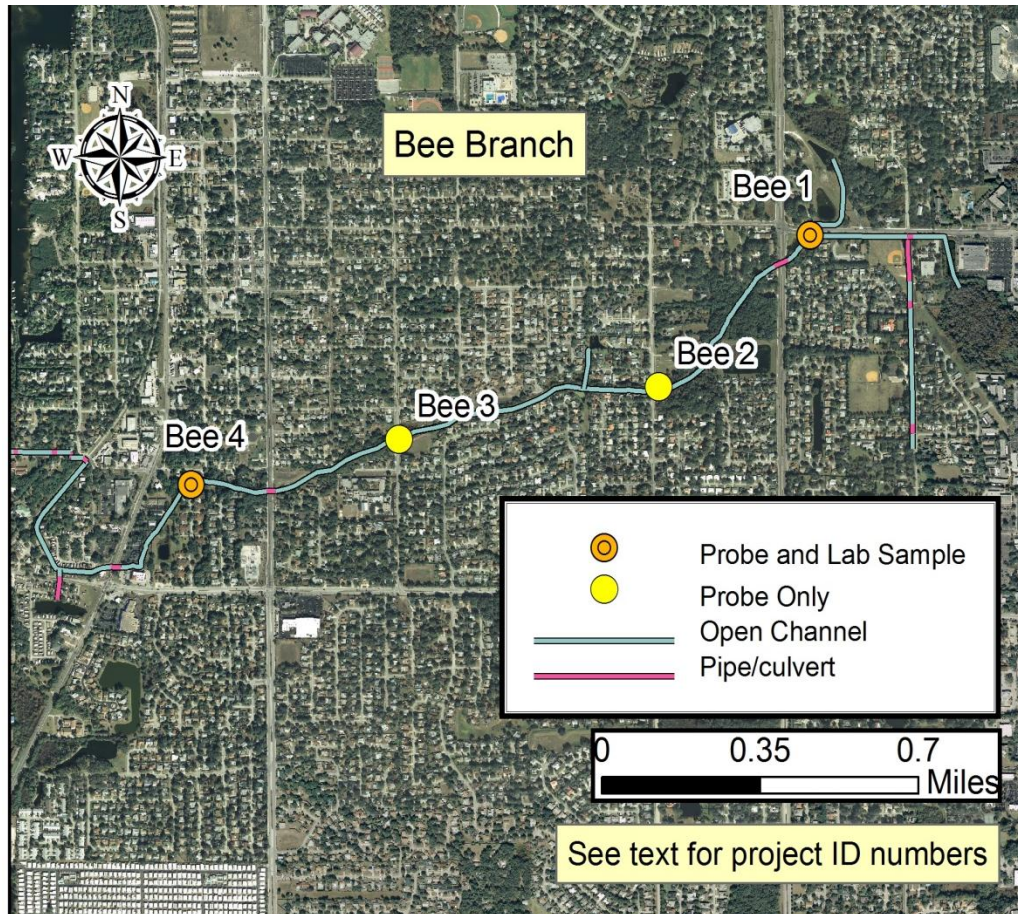 N
W E
S
Bee Branch
Bee 1
Bee 2
Bee 3
Bee 4
Probe and Lab Sample
Probe Only
Open Channel
Pipe/culvert
0 0.35 0.7
Miles
See text for project ID numbers